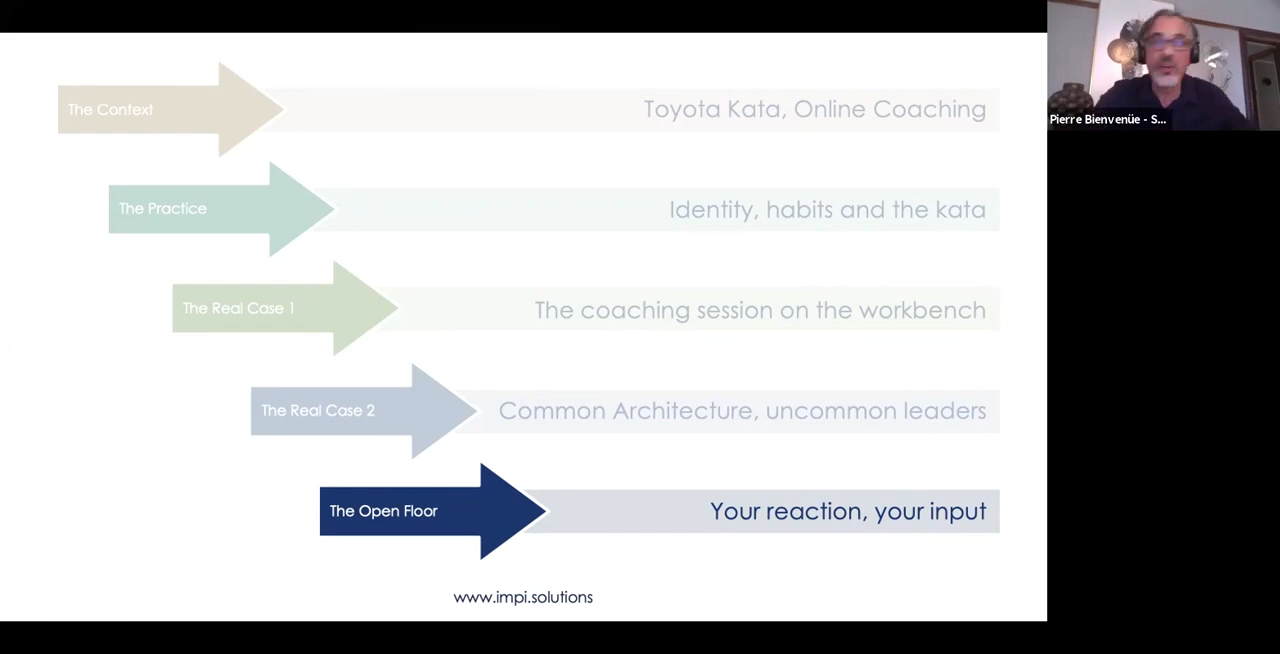 The Context
Toyota Kata, Online Coaching
The Practice
Identity, habits and the kata
The Real Case 1
The coaching session on the workbench
The Real Case 2
Common Architecture, uncommon leaders
The Open Floor
Your reaction, your input
www.impi.solutions
Pierre Bienvenüe - S...